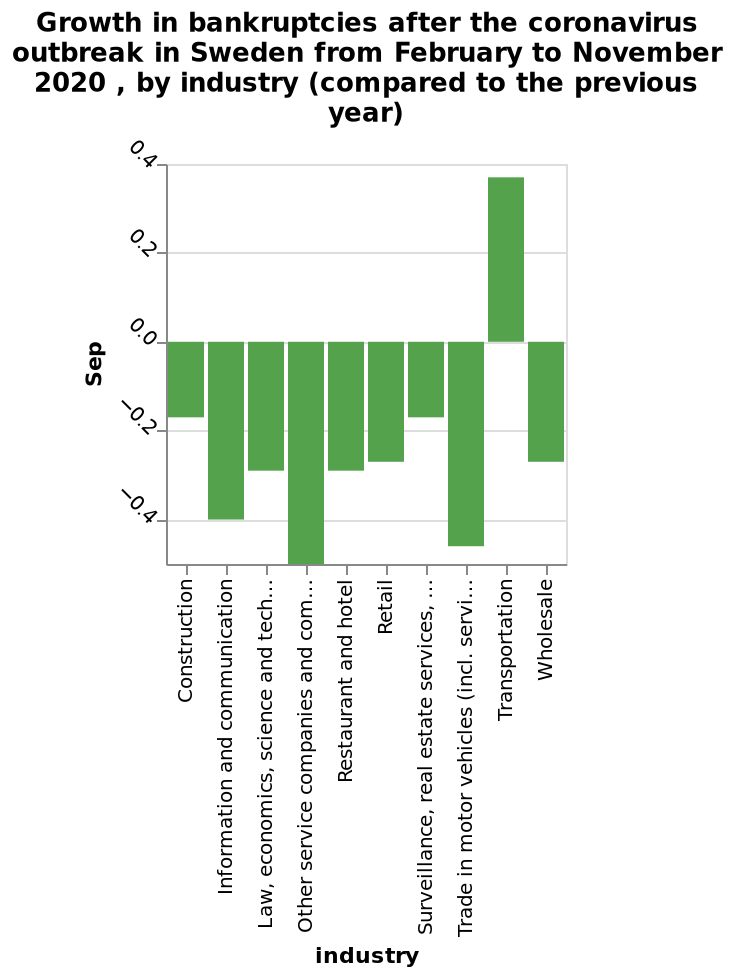 Growth in bankruptcies after the coronavirus
outbreak in Sweden from February to November
2020 , by industry (compared to the previous
year)
0.4
0.2
0.0
−0.2
−0.4
Sep
Construction
Information and communication
Law, economics, science and tech…
Other service companies and com…
Restaurant and hotel
Retail
Surveillance, real estate services, …
Trade in motor vehicles (incl. servi…
Transportation
Wholesale
industry